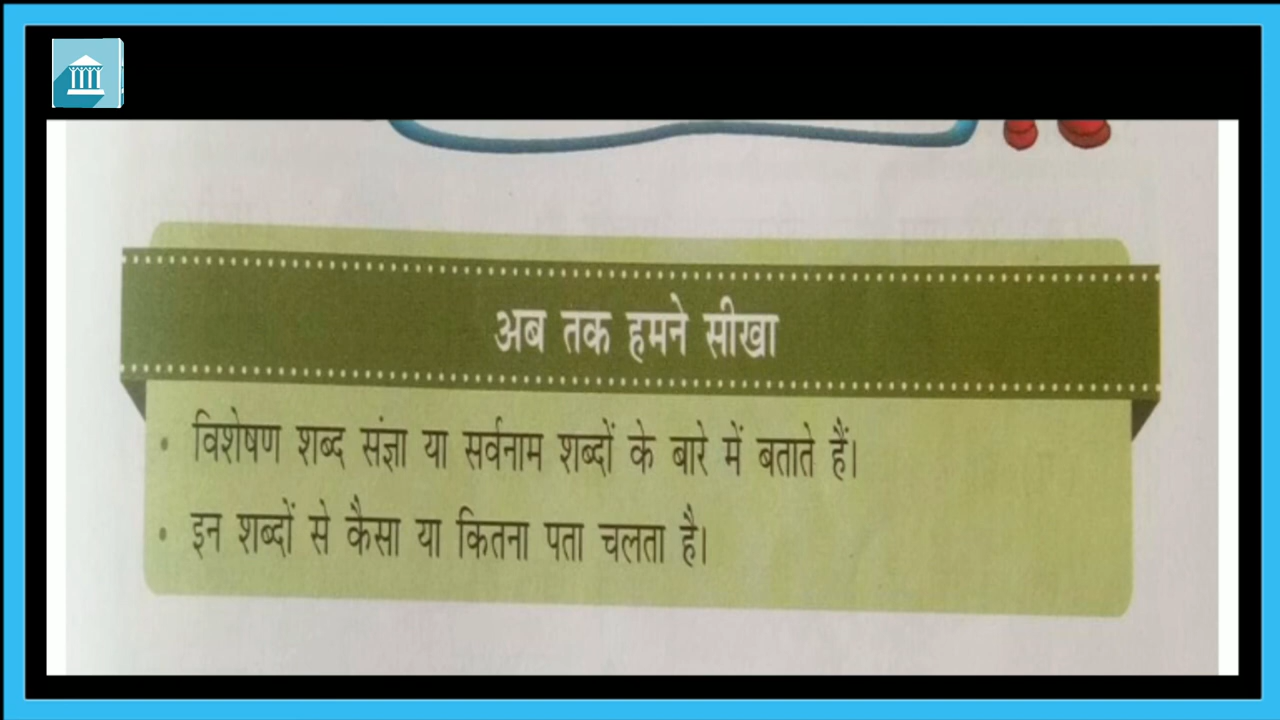 अब तक हमने सीखा
• विशेषण शब्द संज्ञा या सर्वनाम शब्दों के बारे में बताते हैं।
• इन शब्दों से कैसा या कितना पता चलता है।